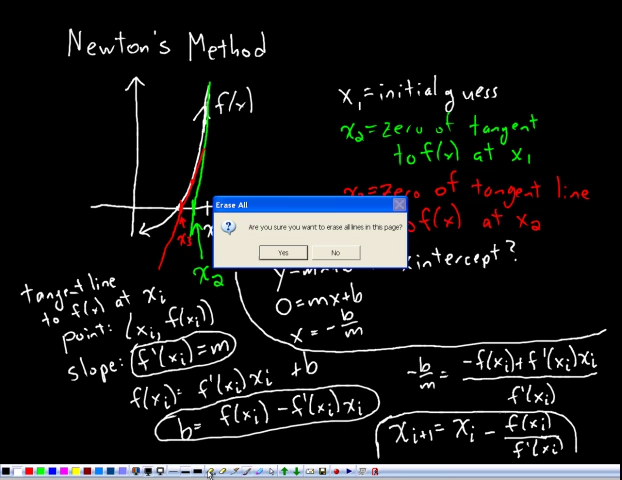 Newton's Method
f(x)
x₁ = initial guess
x₂ = zero of tangent
to f(x) at x₁
= zero of tangent line
of(x) at x₂
Erase All
Are you sure you want to erase all lines in this page?
Yes No
x₃
x₂
intercept?
0 = mx+b
x = -b/m
tangent line
to f(x) at xᵢ
point: (xᵢ, f(xᵢ))
slope: f'(xᵢ) = m
f(xᵢ) = f'(xᵢ)xᵢ + b
b = f(xᵢ) - f'(xᵢ)xᵢ
-b/m = (-f(xᵢ) + f'(xᵢ)xᵢ)/f'(xᵢ)
xᵢ₊₁ = xᵢ - f(xᵢ)/f'(xᵢ)